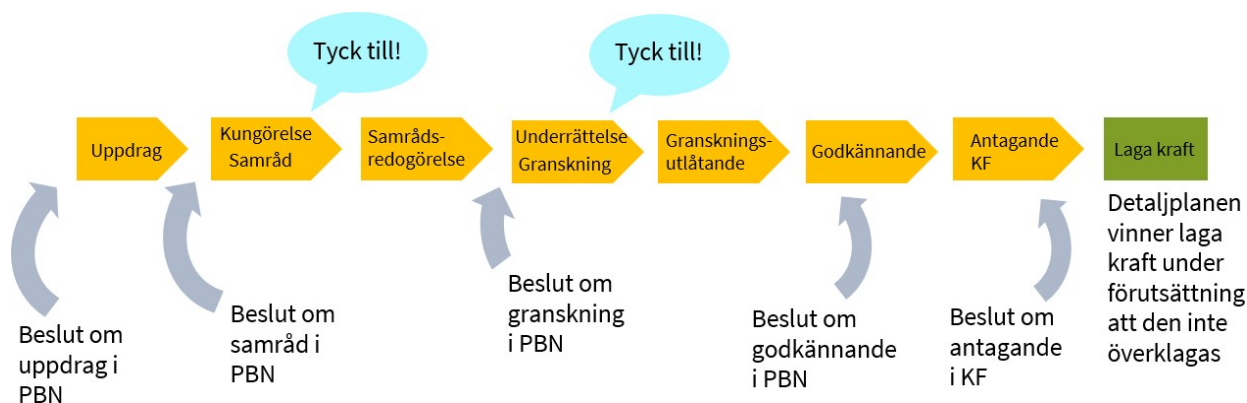 Tyck till!
Tyck till!
Uppdrag
Kungörelse
Samråd
Samråds-
redogörelse
Underrättelse
Granskning
Gransknings-
utlåtande
Godkännande
Antagande
KF
Laga kraft
Beslut om
uppdrag i
PBN
Beslut om
samråd i
PBN
Beslut om
granskning
i PBN
Beslut om
godkännande
i PBN
Beslut om
antagande
i KF
Detaljplanen
vinner laga
kraft under
förutsättning
att den inte
överklagas